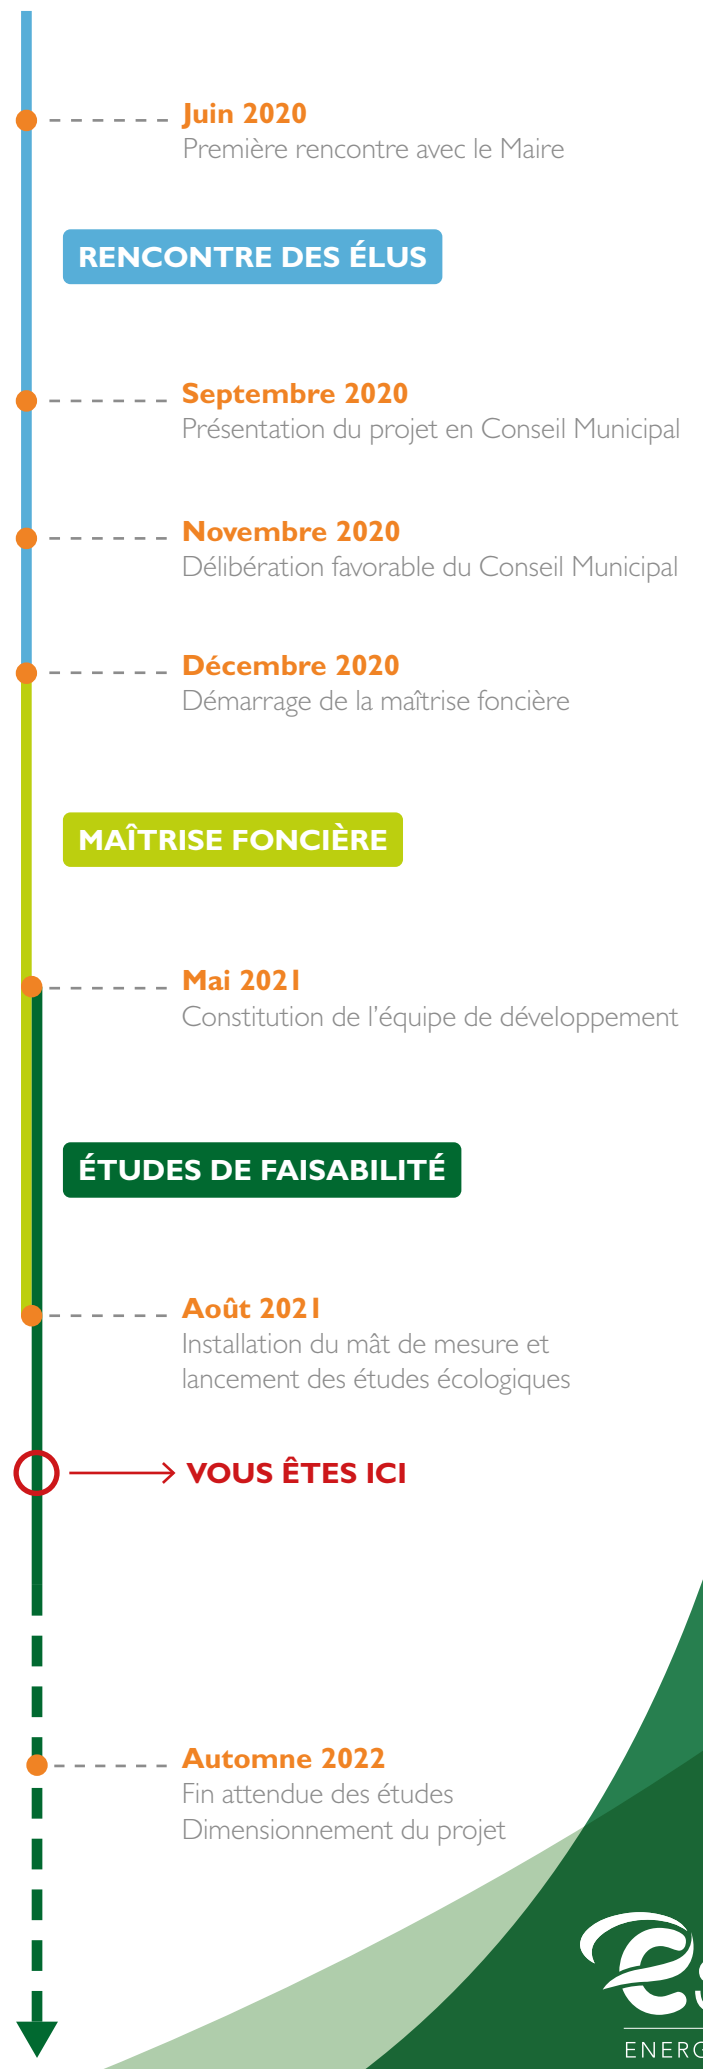 Juin 2020
Première rencontre avec le Maire
RENCONTRE DES ÉLUS
Septembre 2020
Présentation du projet en Conseil Municipal
Novembre 2020
Délibération favorable du Conseil Municipal
Décembre 2020
Démarrage de la maîtrise foncière
MAÎTRISE FONCIÈRE
Mai 2021
Constitution de l'équipe de développement
ÉTUDES DE FAISABILITÉ
Août 2021
Installation du mât de mesure et
lancement des études écologiques
VOUS ÊTES ICI
Automne 2022
Fin attendue des études
Dimensionnement du projet